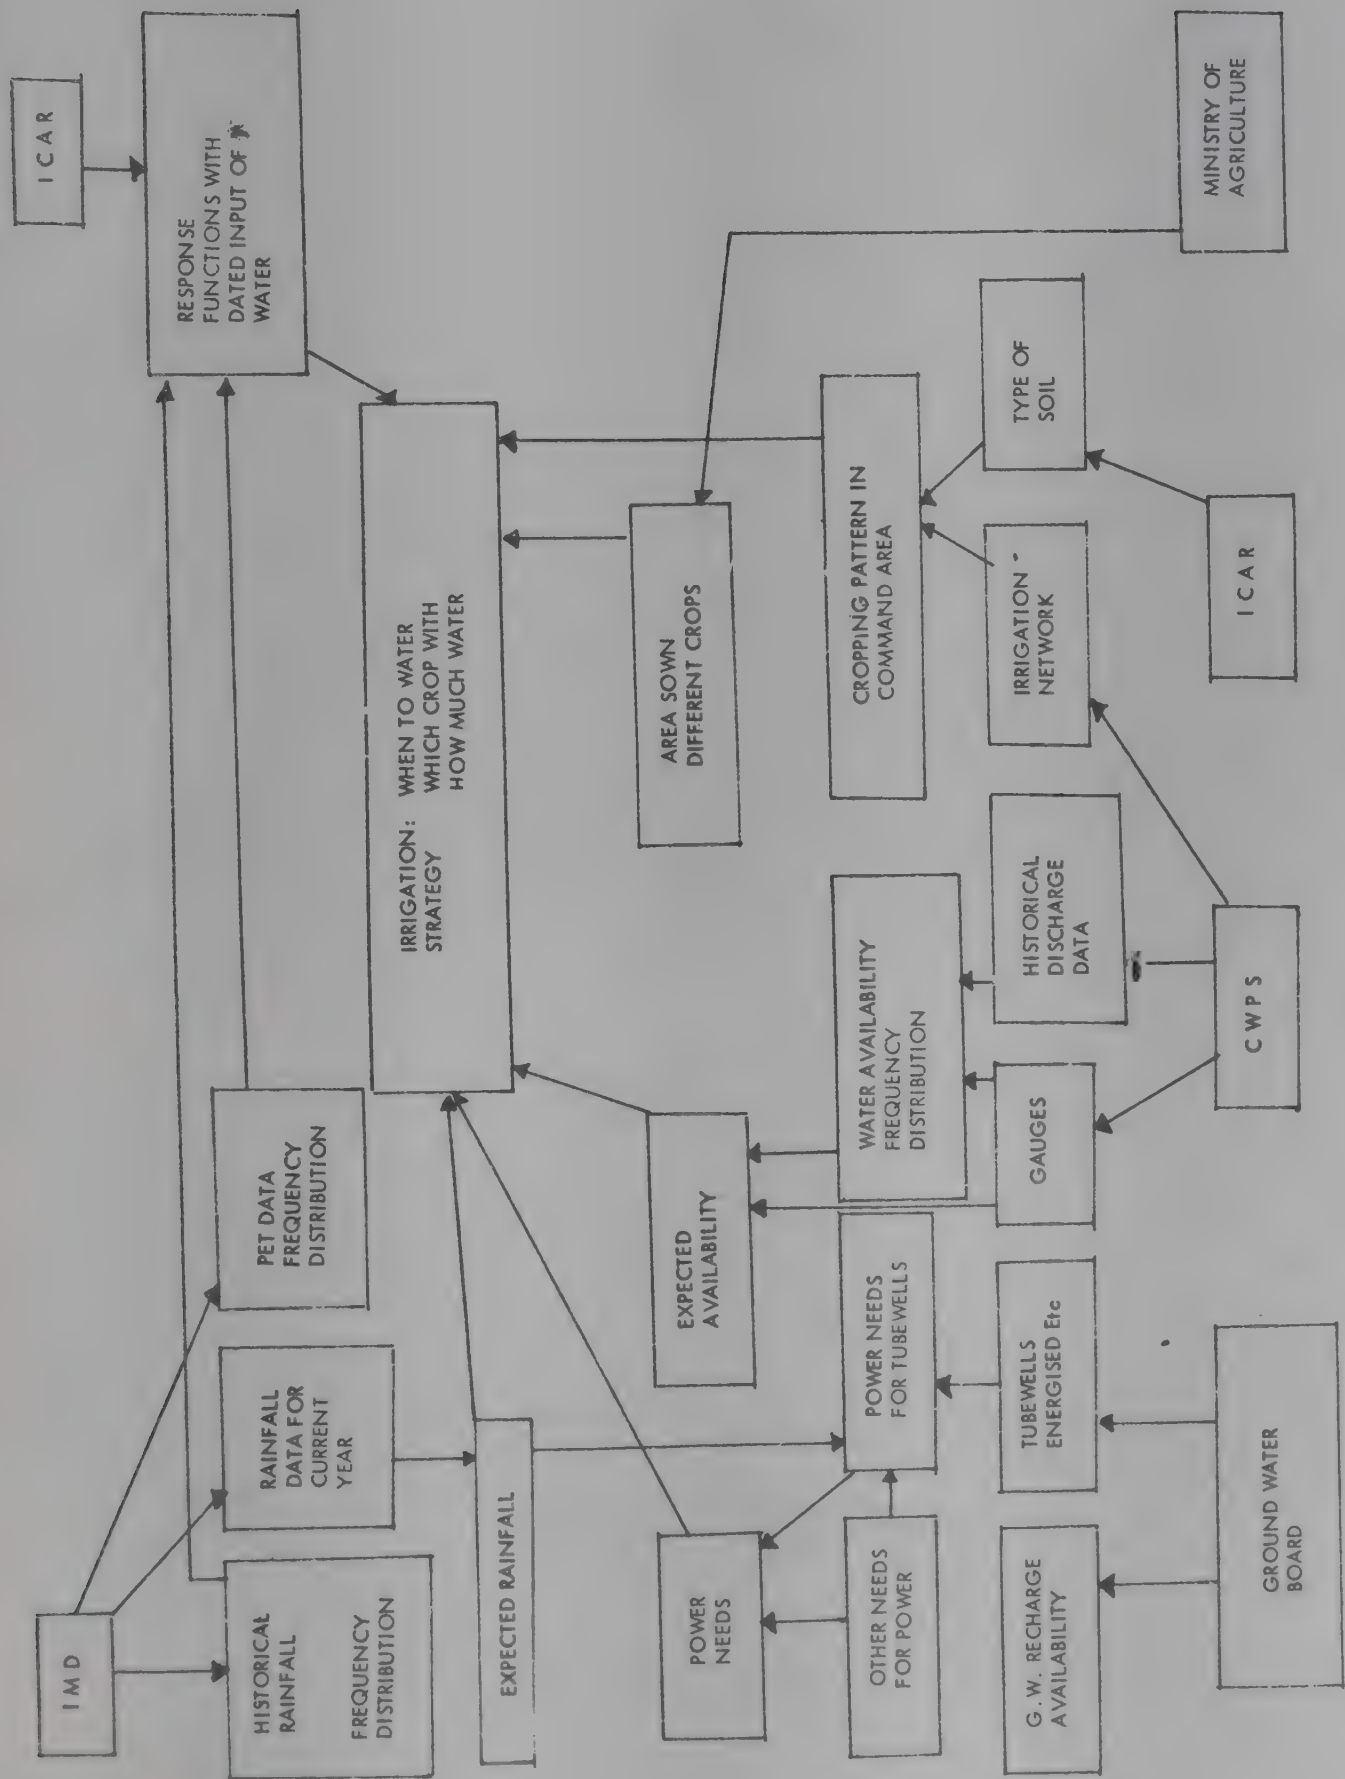 I M D
HISTORICAL
RAINFALL
FREQUENCY
DISTRIBUTION
RAINFALL
DATA FOR
CURRENT
YEAR
PET DATA
FREQUENCY
DISTRIBUTION
I C A R
RESPONSE
FUNCTIONS WITH
DATED INPUT OF
WATER
EXPECTED RAINFALL
IRRIGATION: WHEN TO WATER
STRATEGY WHICH CROP WITH
HOW MUCH WATER
POWER
NEEDS
EXPECTED
AVAILABILITY
AREA SOWN
DIFFERENT CROPS
OTHER NEEDS
FOR POWER
POWER NEEDS
FOR TUBEWELLS
WATER AVAILABILITY
FREQUENCY
DISTRIBUTION
CROPPING PATTERN IN
COMMAND AREA
G. W. RECHARGE
AVAILABILITY
TUBEWELLS
ENERGISED Etc
GAUGES
HISTORICAL
DISCHARGE
DATA
IRRIGATION
NETWORK
TYPE OF
SOIL
GROUND WATER
BOARD
C W P S
I C A R
MINISTRY OF
AGRICULTURE